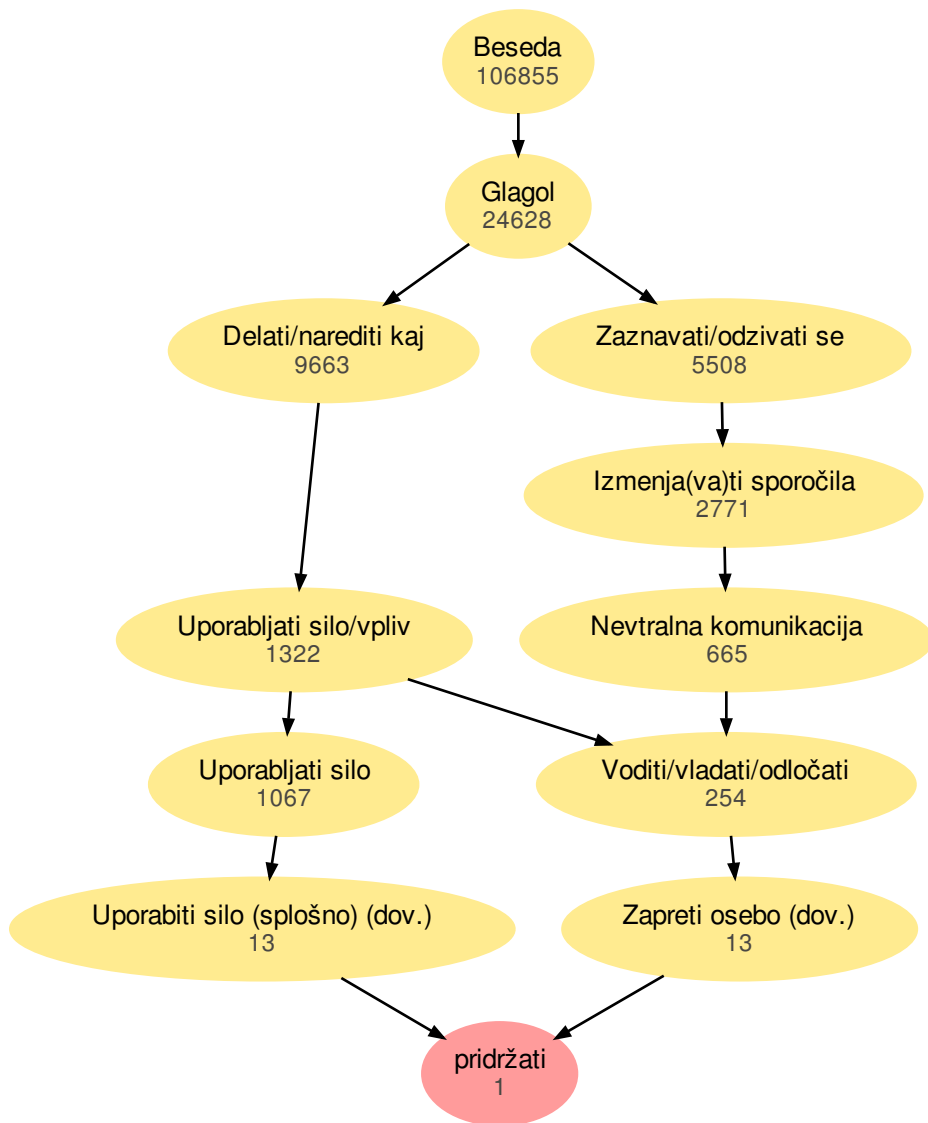 Beseda
106855
Glagol
24628
Delati/narediti kaj
9663
Zaznavati/odzivati se
5508
Izmenja(va)ti sporočila
2771
Uporabljati silo/vpliv
1322
Nevtralna komunikacija
665
Uporabljati silo
1067
Voditi/vladati/odločati
254
Uporabiti silo (splošno) (dov.)
13
Zapreti osebo (dov.)
13
pridržati
1